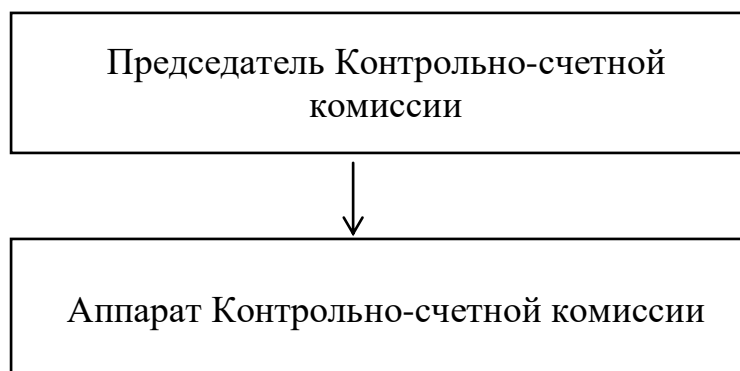 Председатель Контрольно-счетной
комиссии
Аппарат Контрольно-счетной комиссии